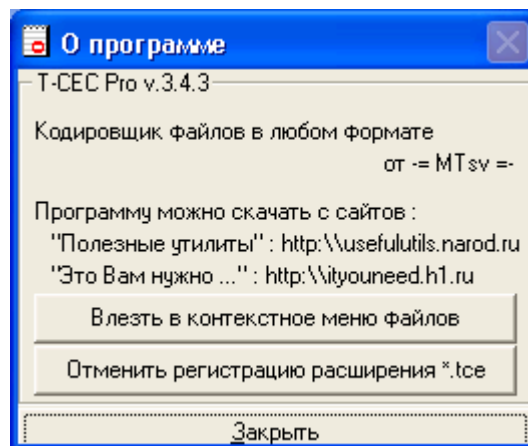 О программе
T-CEC Pro v.3.4.3
Кодировщик файлов в любом формате
от -= MTsv =-
Программу можно скачать с сайтов :
"Полезные утилиты" : http:\\usefulutils.narod.ru
"Это Вам нужно ..." : http:\\ityouneed.h1.ru
Влезть в контекстное меню файлов
Отменить регистрацию расширения *.tce
Закрыть